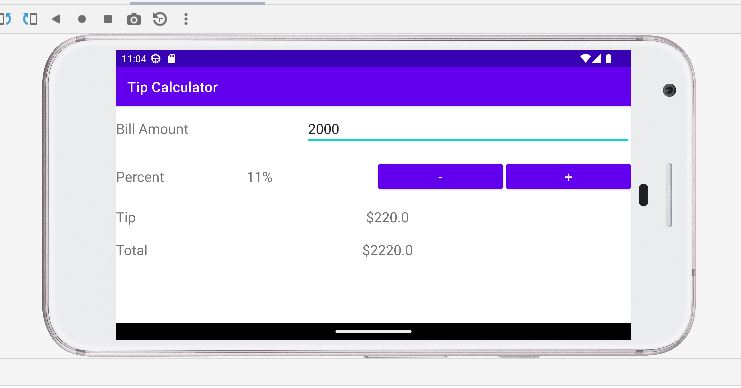 11:04
Tip Calculator
Bill Amount 2000
Percent 11% - +
Tip $220.0
Total $2220.0